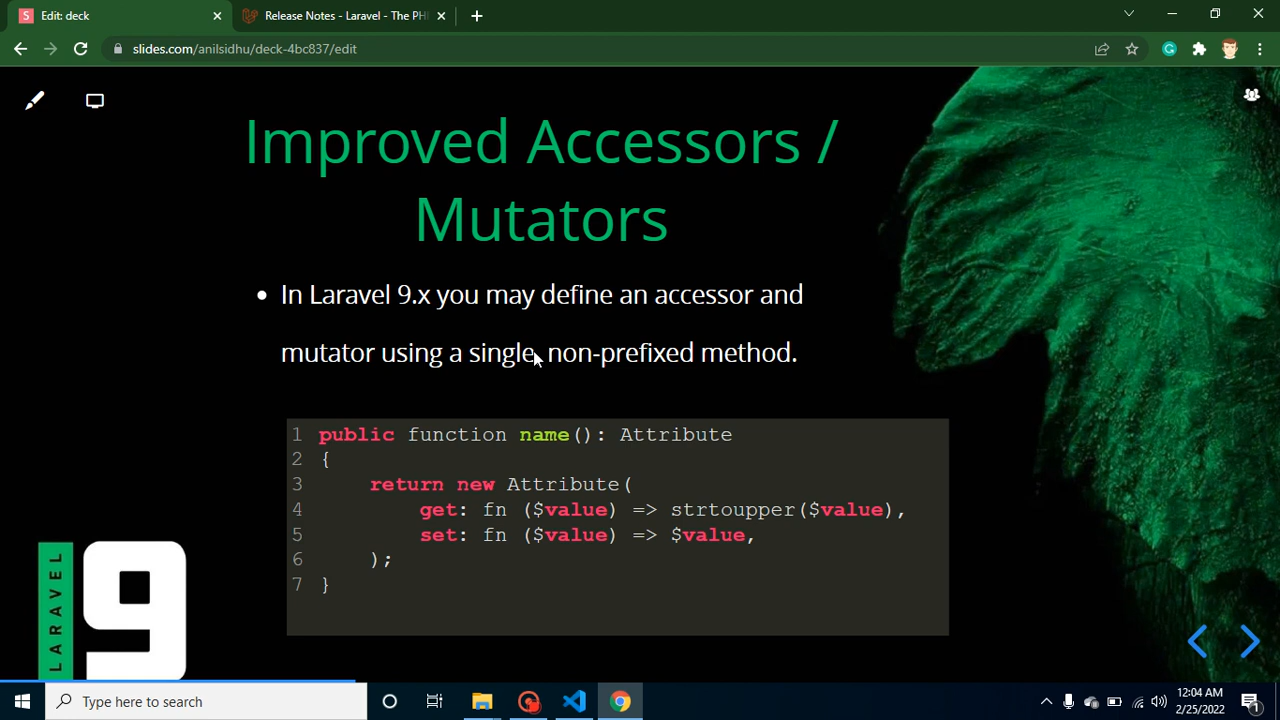 Edit: deck
Release Notes - Laravel - The PH
slides.com/anilsidhu/deck-4bc837/edit
Improved Accessors /
Mutators
In Laravel 9.x you may define an accessor and
mutator using a single, non-prefixed method.
1 public function name(): Attribute
2 {
3 return new Attribute(
4 get: fn ($value) => strtoupper($value),
5 set: fn ($value) => $value,
6 );
7 }
LARAVEL
9
Type here to search
12:04 AM
2/25/2022
1